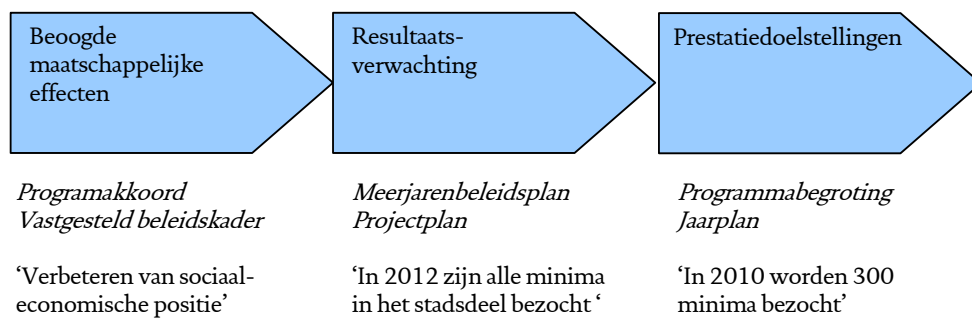 Beoogde
maatschappelijke
effecten
Resultaats-
verwachting
Prestatiedoelstellingen
Programakkoord
Vastgesteld beleidskader
Meerjarenbeleidsplan
Projectplan
Programmabegroting
Jaarplan
‘Verbeteren van sociaal-
economische positie’
‘In 2012 zijn alle minima
in het stadsdeel bezocht ‘
‘In 2010 worden 300
minima bezocht’